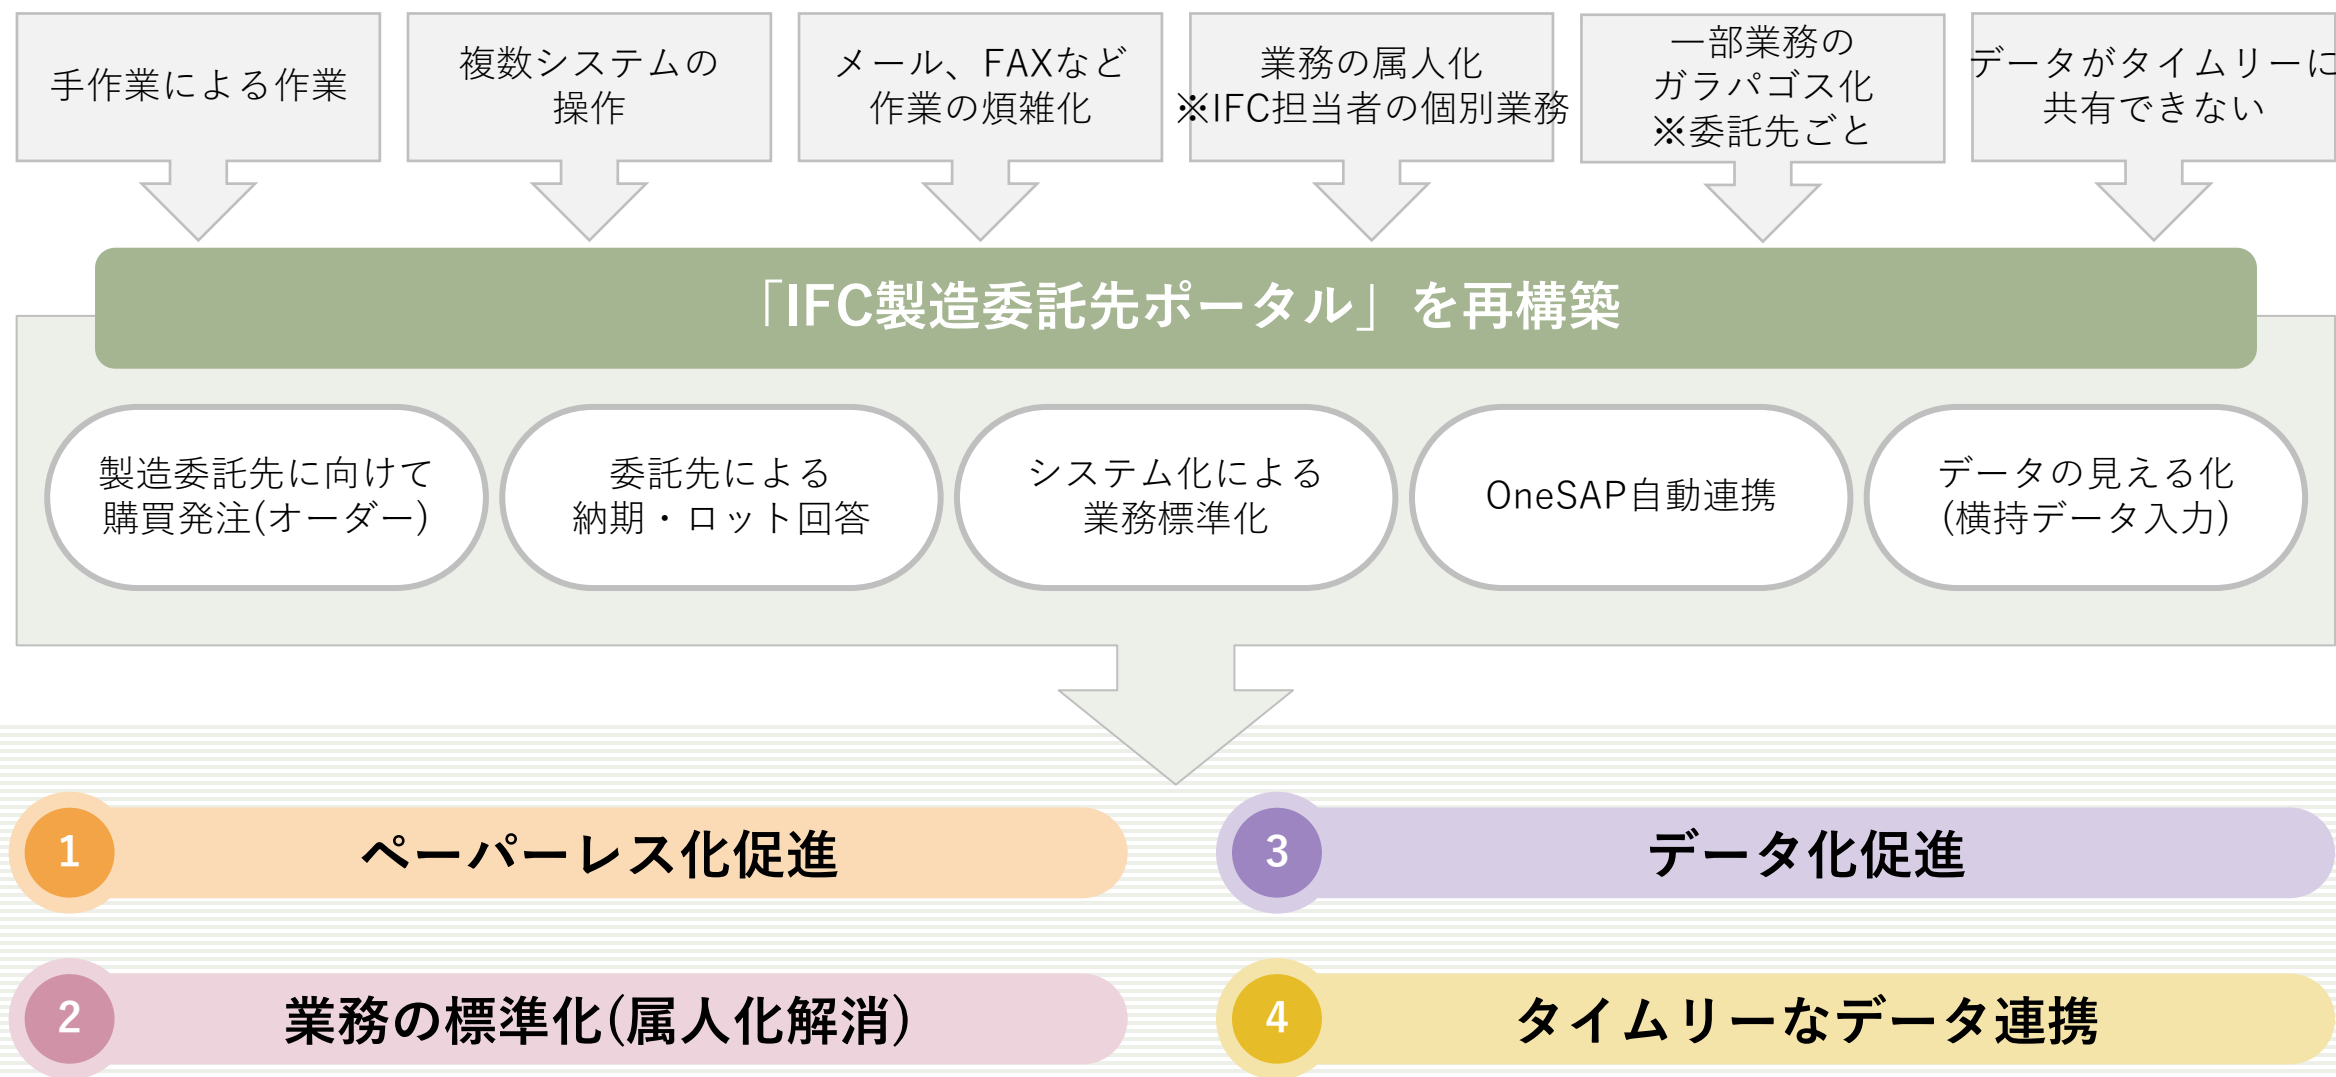 手作業による作業
複数システムの
操作
メール、FAXなど
作業の煩雑化
業務の属人化
※IFC担当者の個別業務
一部業務の
ガラパゴス化
※委託先ごと
データがタイムリーに
共有できない
「IFC製造委託先ポータル」を再構築
製造委託先に向けて
購買発注(オーダー)
委託先による
納期・ロット回答
システム化による
業務標準化
OneSAP自動連携
データの見える化
(横持データ入力)
1
ペーパーレス化促進
2
業務の標準化(属人化解消)
3
データ化促進
4
タイムリーなデータ連携